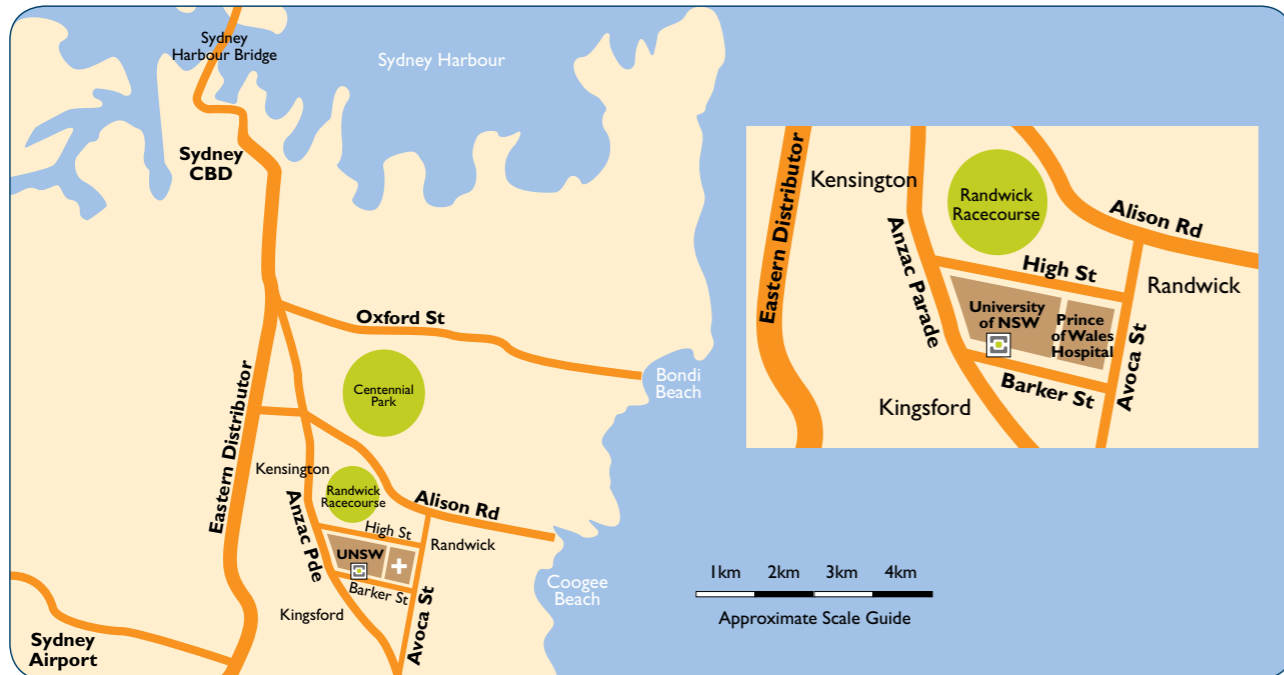 Sydney
Harbour Bridge
Sydney Harbour
Sydney
CBD
Oxford St
Bondi
Beach
Centennial
Park
Eastern Distributor
Kensington
Randwick
Racecourse
Alison Rd
Anzac Pde
High St
Randwick
UNSW
Barker St
Coogee
Beach
Kingsford
Avoca St
Sydney
Airport
Eastern Distributor
Kensington
Randwick
Racecourse
Alison Rd
Anzac Parade
High St
Randwick
University
of NSW
Prince
of Wales
Hospital
Barker St
Avoca St
Kingsford
1km 2km 3km 4km
Approximate Scale Guide